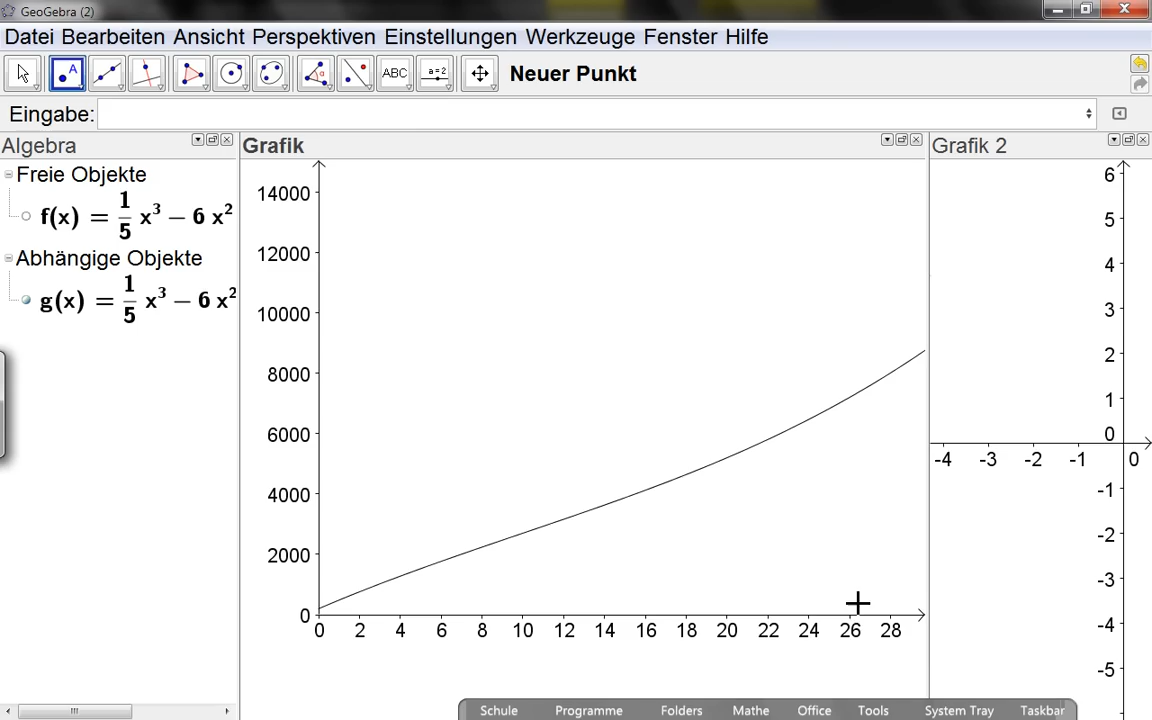 GeoGebra (2)
Datei Bearbeiten Ansicht Perspektiven Einstellungen Werkzeuge Fenster Hilfe
A
α
ABC
a=2
Neuer Punkt
Eingabe:
Algebra
Grafik
Grafik 2
Freie Objekte
f(x) = 1/5 x³ − 6 x²
Abhängige Objekte
g(x) = 1/5 x³ − 6 x²
14000
12000
10000
8000
6000
4000
2000
0
0 2 4 6 8 10 12 14 16 18 20 22 24 26 28
6
5
4
3
2
1
0
-4 -3 -2 -1 0
-1
-2
-3
-4
-5
Schule Programme Folders Mathe Office Tools System Tray Taskbar